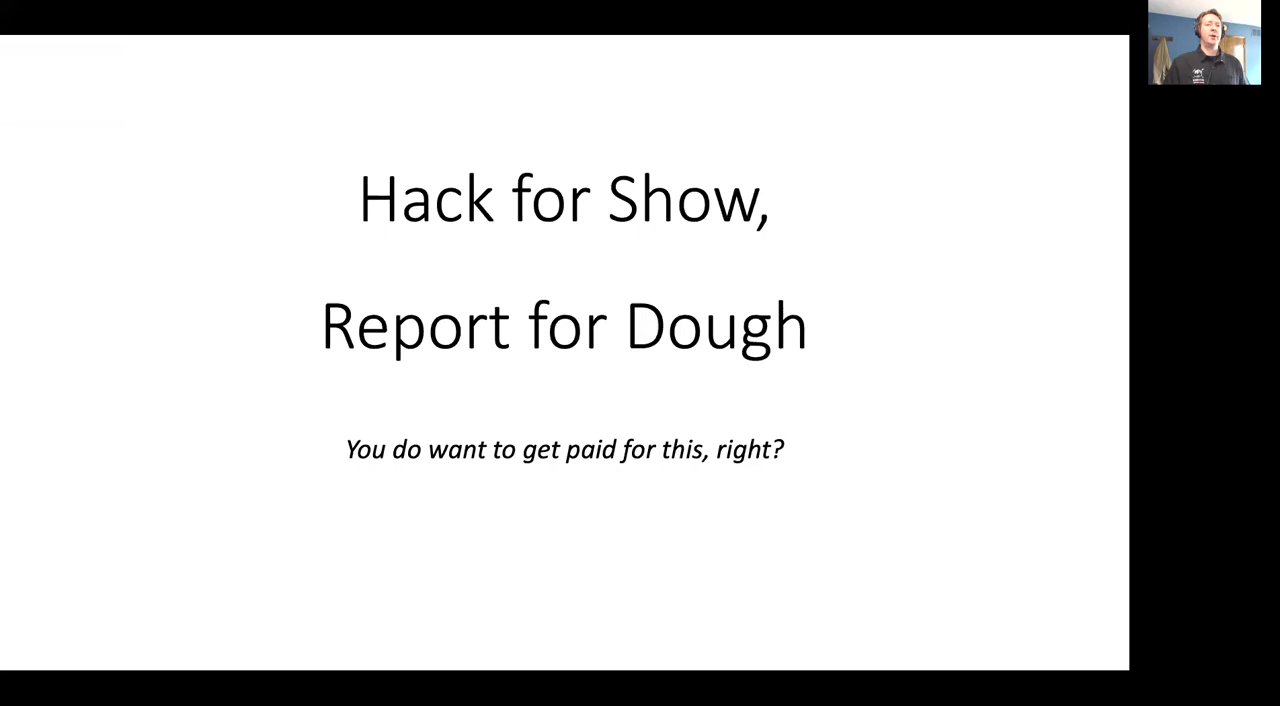 Hack for Show,
Report for Dough
You do want to get paid for this, right?